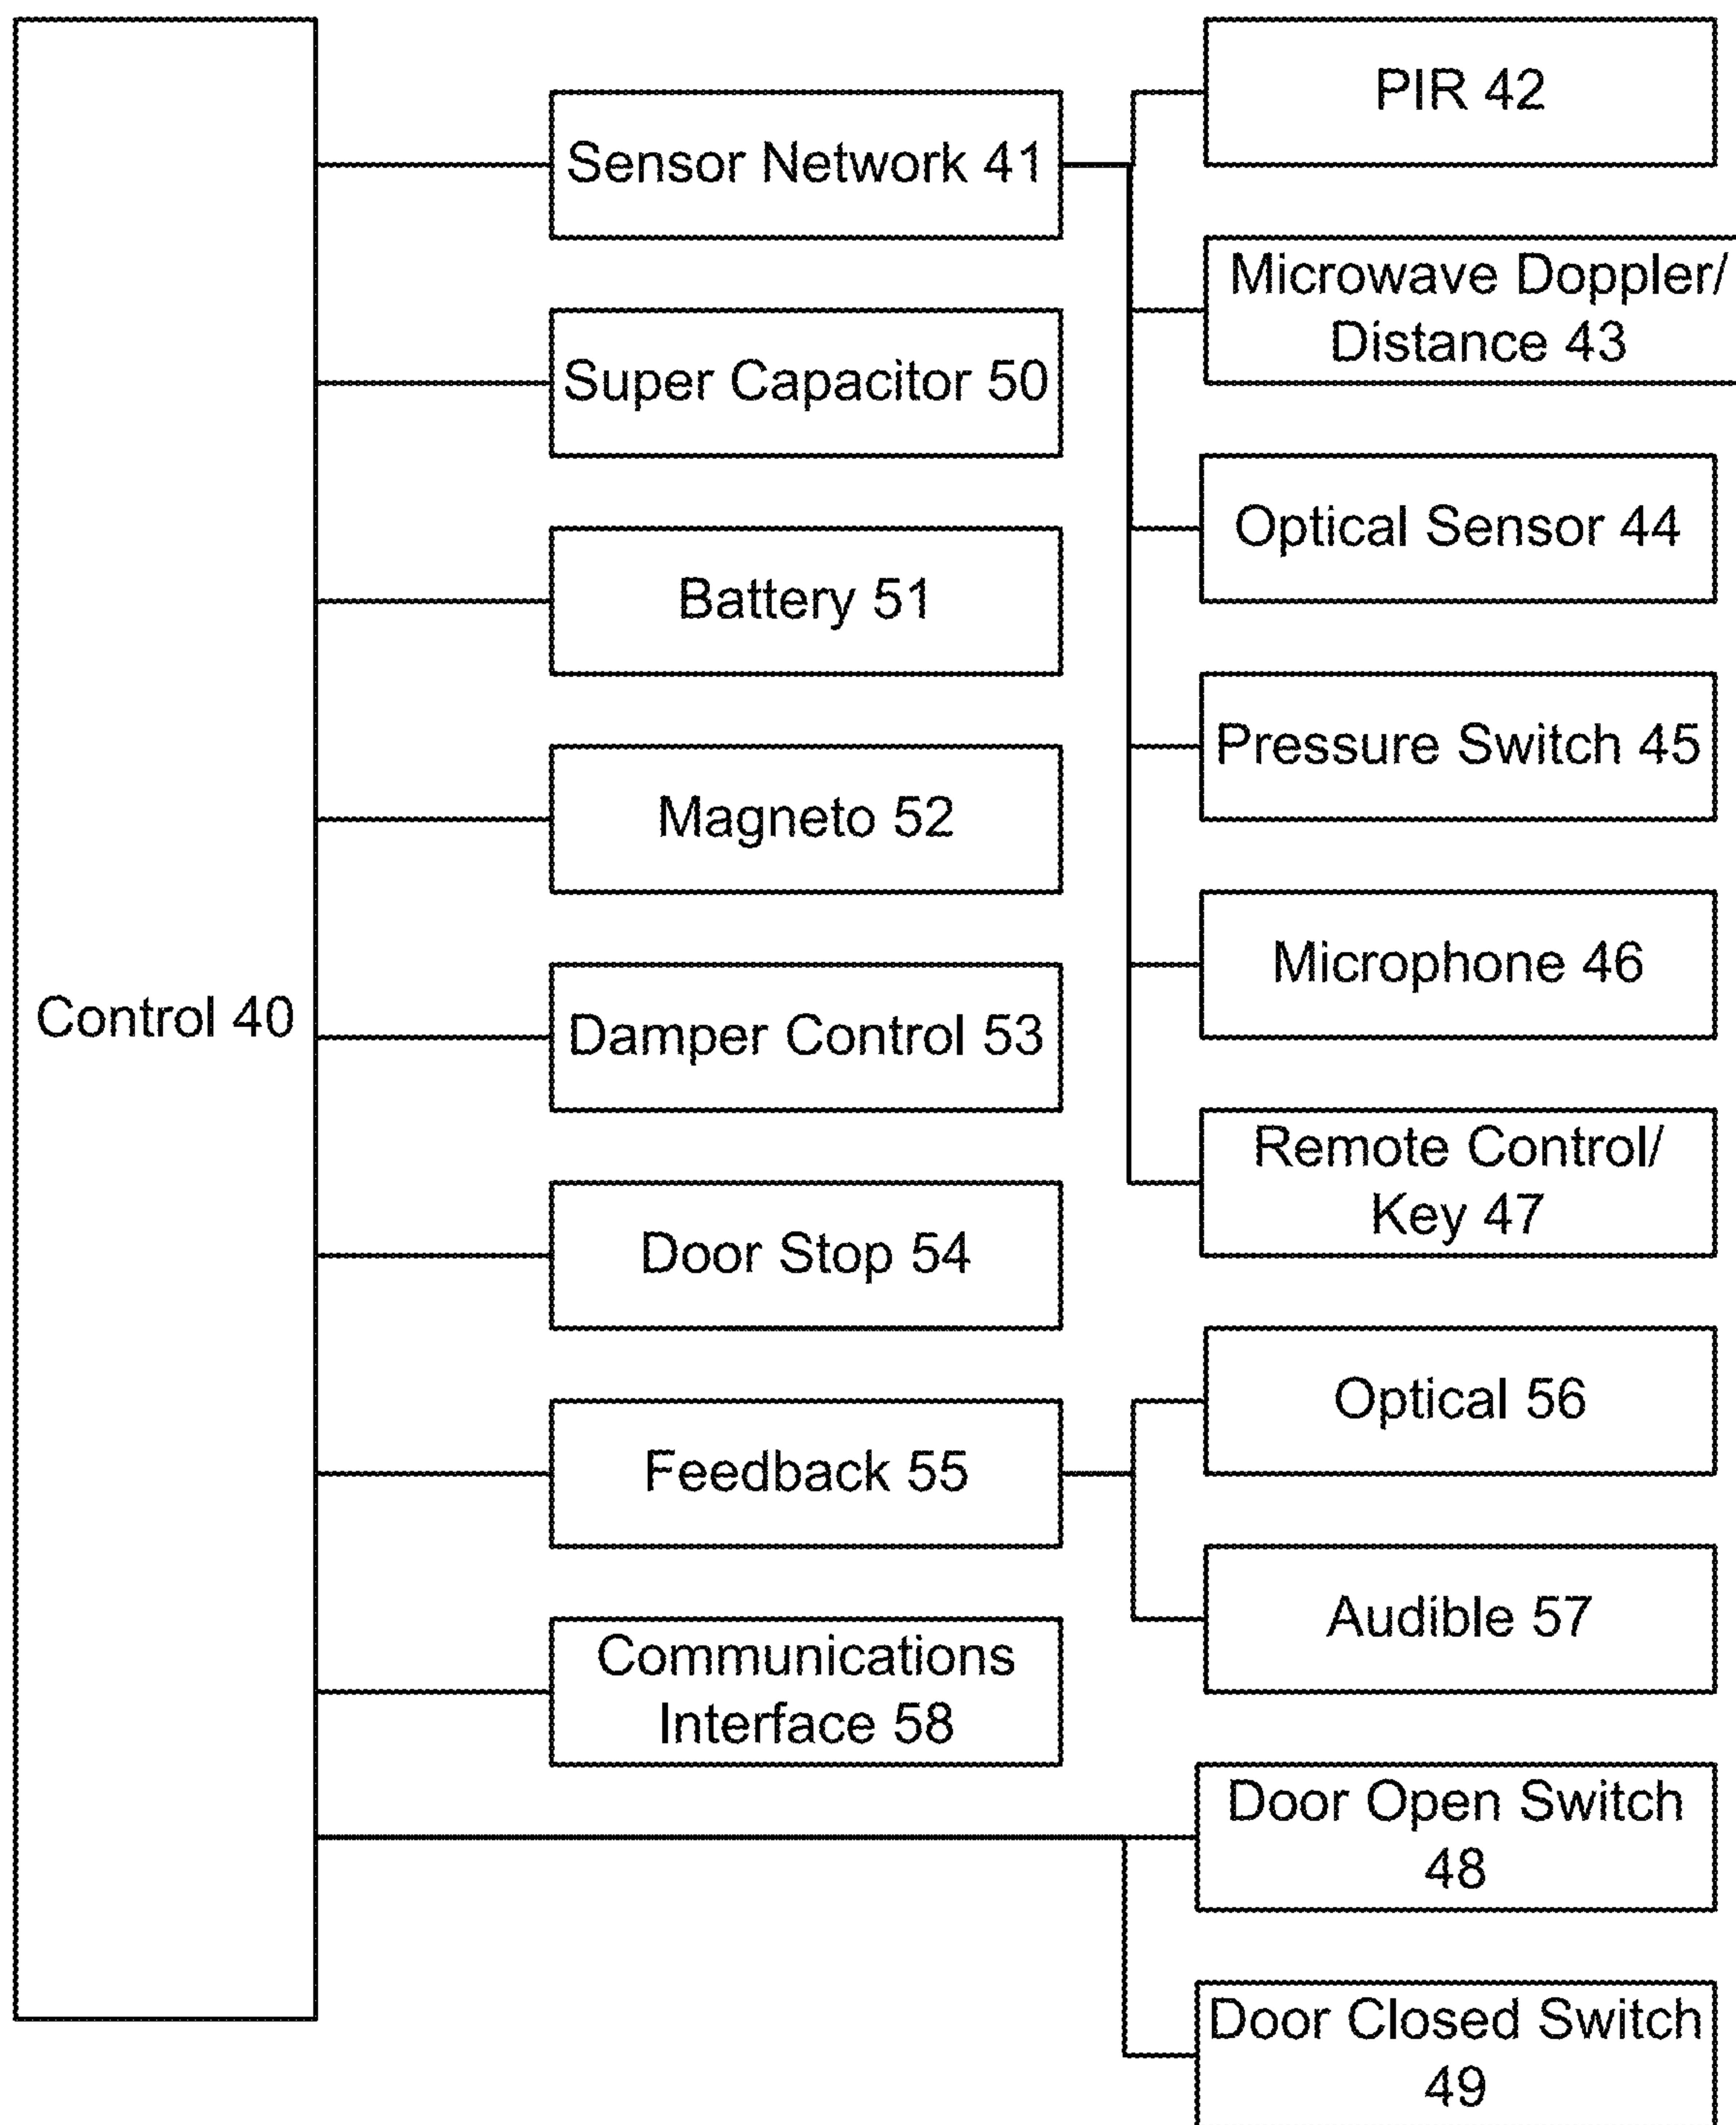 Control 40
Sensor Network 41
Super Capacitor 50
Battery 51
Magneto 52
Damper Control 53
Door Stop 54
Feedback 55
Communications
Interface 58
PIR 42
Microwave Doppler/
Distance 43
Optical Sensor 44
Pressure Switch 45
Microphone 46
Remote Control/
Key 47
Optical 56
Audible 57
Door Open Switch
48
Door Closed Switch
49